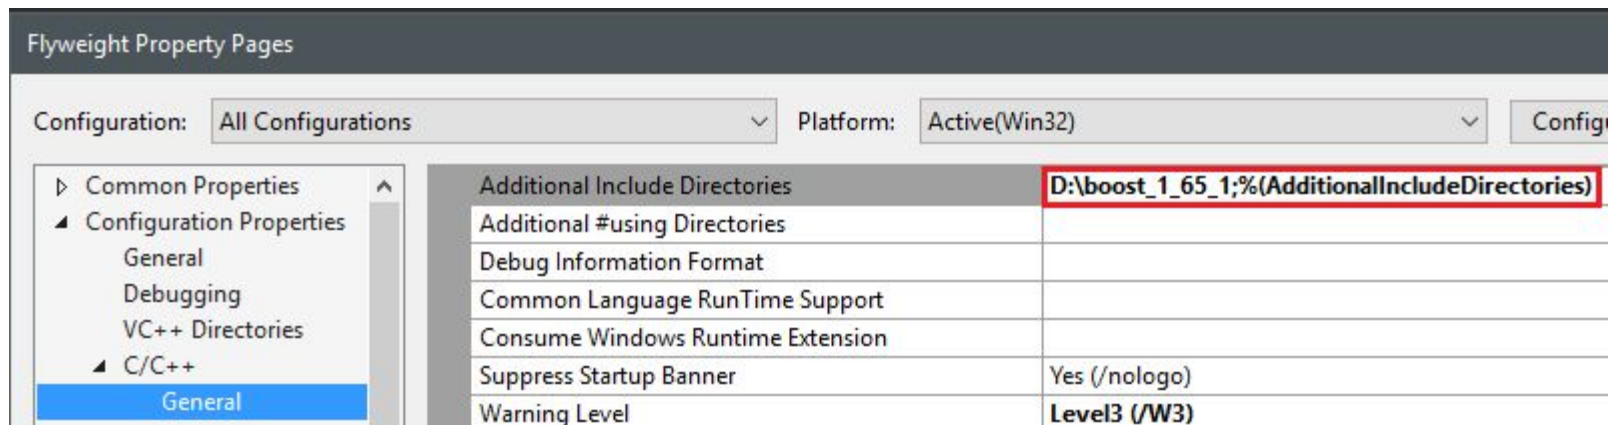 Flyweight Property Pages
Configuration: All Configurations Platform: Active(Win32) Configu
Common Properties
Configuration Properties
General
Debugging
VC++ Directories
C/C++
General
Additional Include Directories D:\boost_1_65_1;%(AdditionalIncludeDirectories)
Additional #using Directories
Debug Information Format
Common Language RunTime Support
Consume Windows Runtime Extension
Suppress Startup Banner Yes (/nologo)
Warning Level Level3 (/W3)